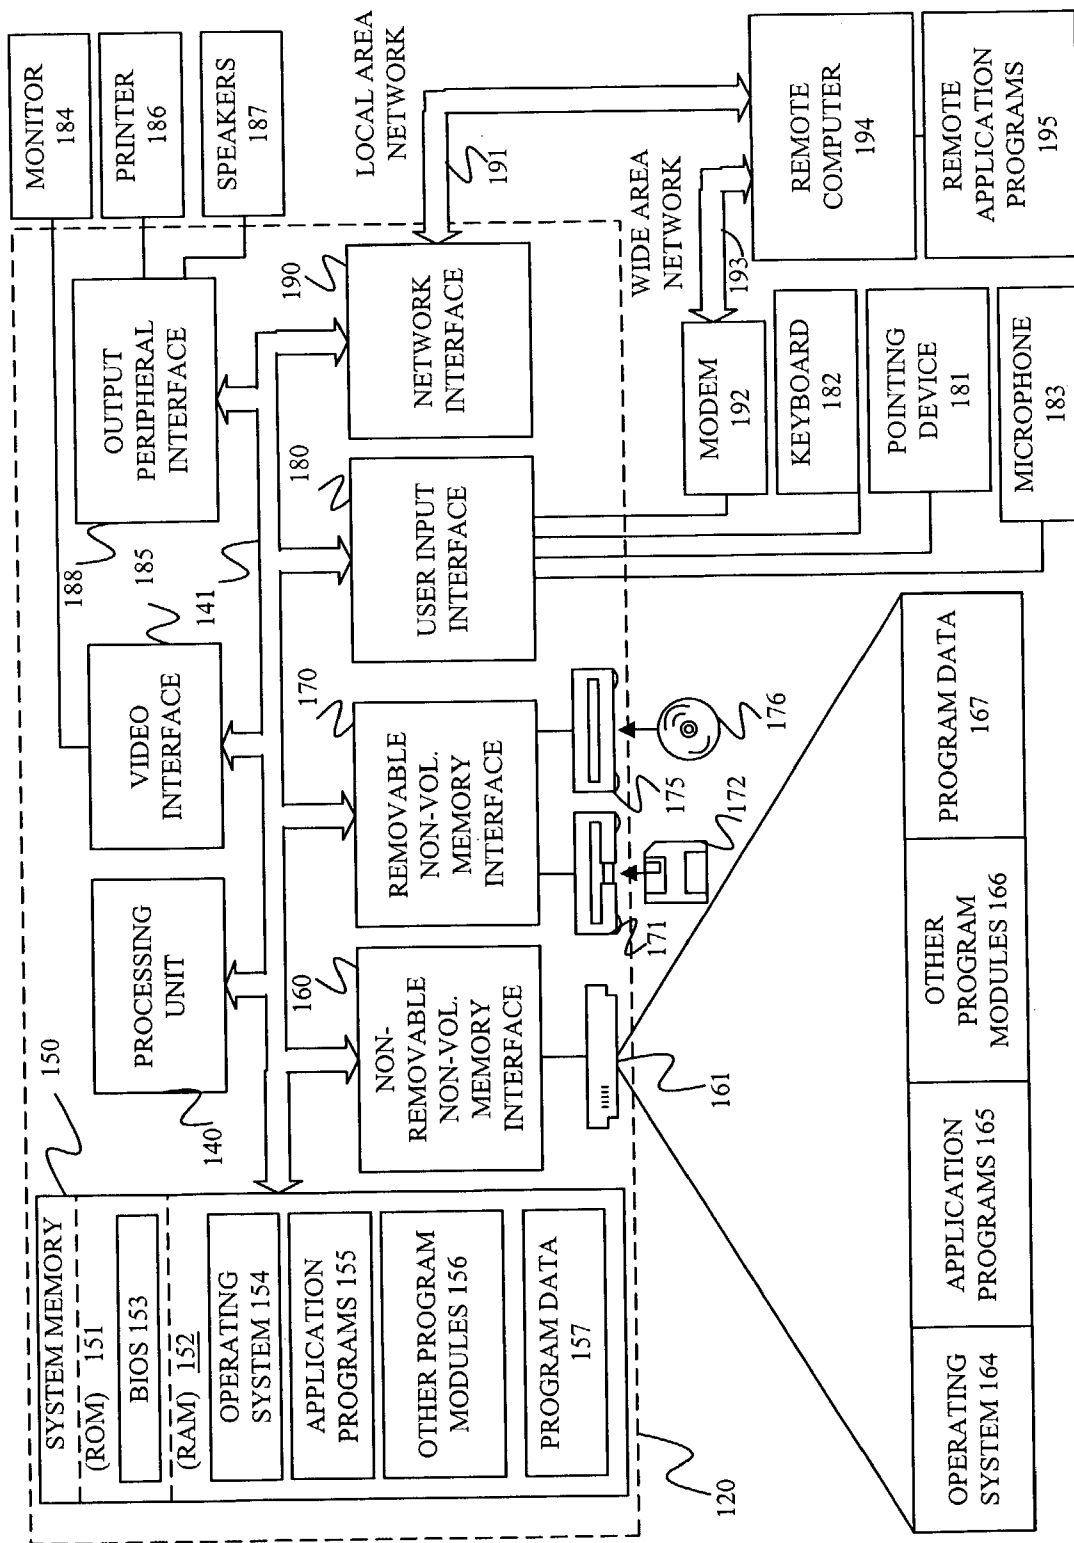 SYSTEM MEMORY
(ROM) 151
BIOS 153
(RAM) 152
OPERATING
SYSTEM 154
APPLICATION
PROGRAMS 155
OTHER PROGRAM
MODULES 156
PROGRAM DATA
157
150
140
PROCESSING
UNIT
VIDEO
INTERFACE
188
185
141
OUTPUT
PERIPHERAL
INTERFACE
MONITOR
184
PRINTER
186
SPEAKERS
187
160
NON-
REMOVABLE
NON-VOL.
MEMORY
INTERFACE
170
REMOVABLE
NON-VOL.
MEMORY
INTERFACE
180
USER INPUT
INTERFACE
190
NETWORK
INTERFACE
LOCAL AREA
NETWORK
191
120
161
171
172
175
176
WIDE AREA
NETWORK
193
MODEM
192
KEYBOARD
182
POINTING
DEVICE
181
MICROPHONE
183
REMOTE
COMPUTER
194
REMOTE
APPLICATION
PROGRAMS
195
OPERATING
SYSTEM 164
APPLICATION
PROGRAMS 165
OTHER
PROGRAM
MODULES 166
PROGRAM DATA
167